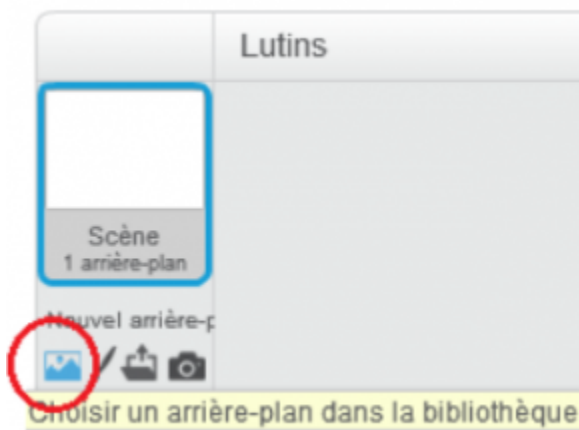 Lutins
Scène
1 arrière-plan
Nouvel arrière-p
Choisir un arrière-plan dans la bibliothèque